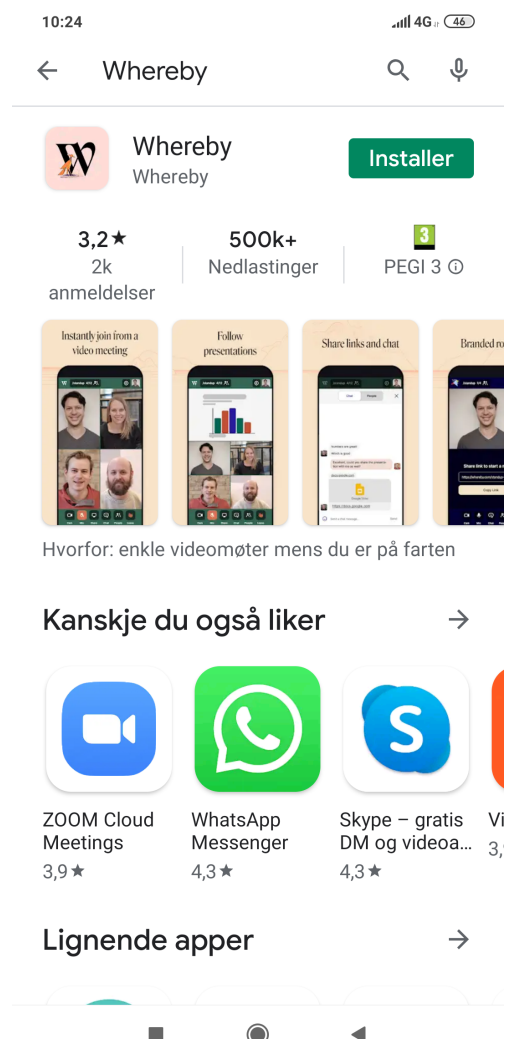 10:24
4G 46
Whereby
Whereby
Whereby
Installer
3,2★
2k
anmeldelser
500k+
Nedlastinger
3
PEGI 3
Instantly join from a
video meeting
Follow
presentations
Share links and chat
Branded ro
Hvorfor: enkle videomøter mens du er på farten
Kanskje du også liker
ZOOM Cloud
Meetings
3,9★
WhatsApp
Messenger
4,3★
Skype – gratis
DM og videoa…
4,3★
Vi
3,
Lignende apper